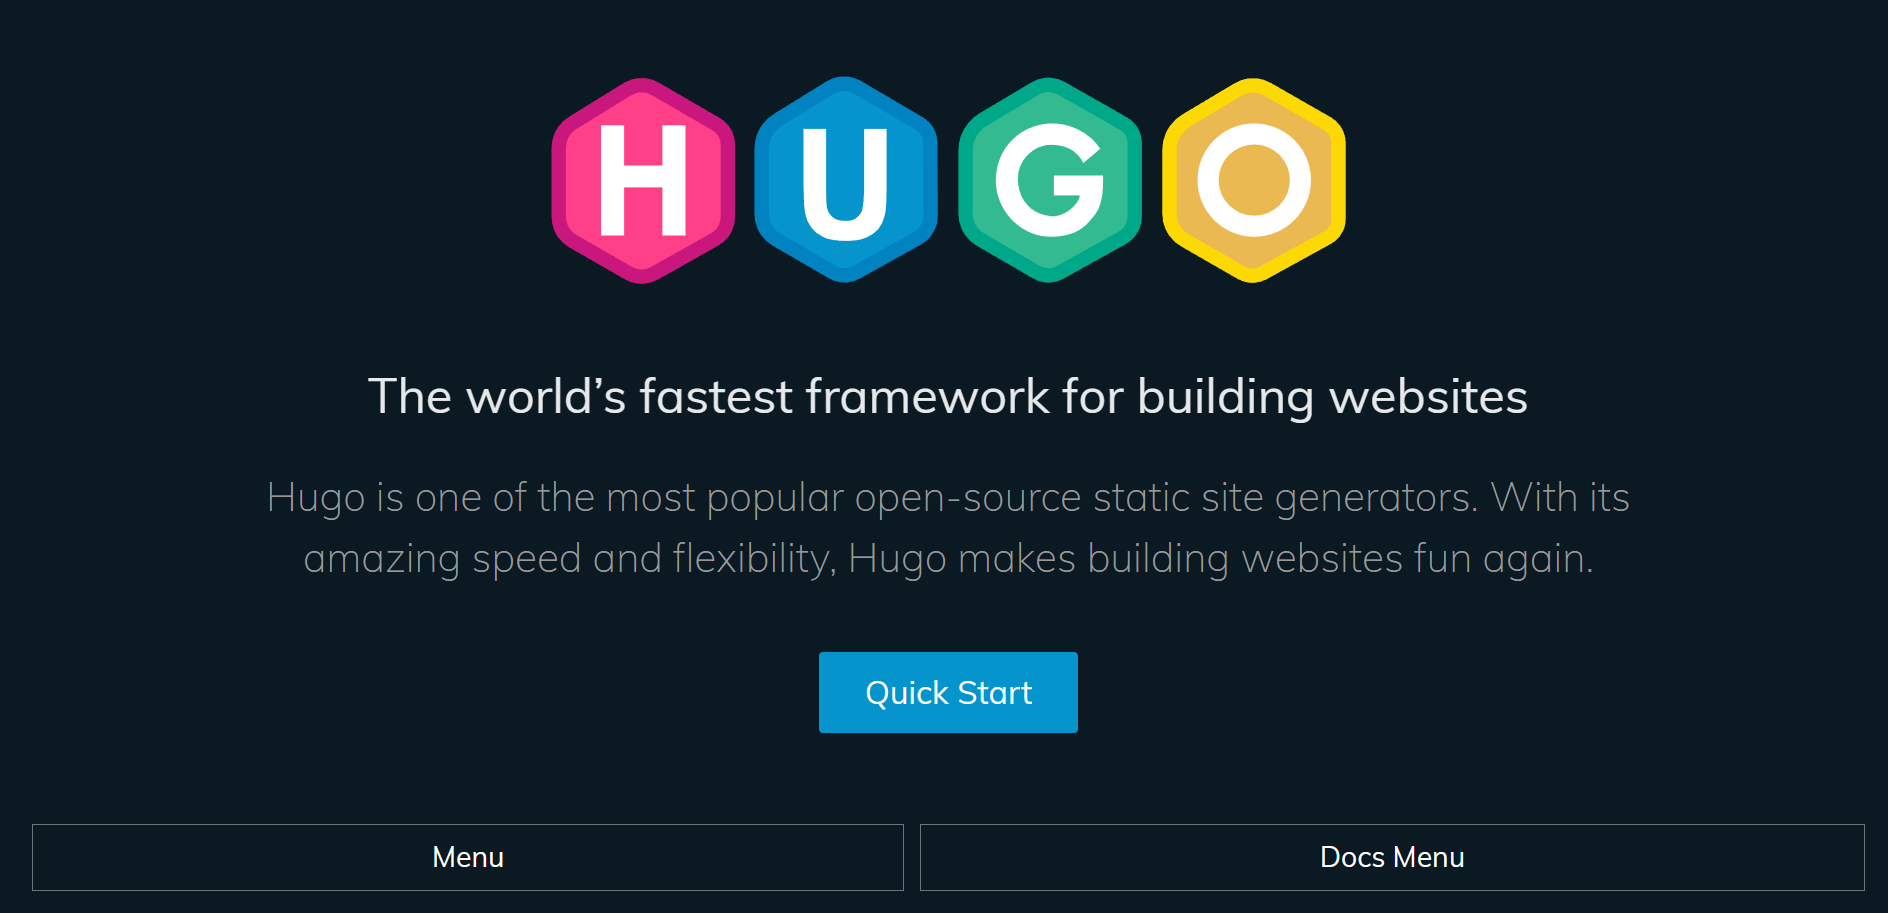 HUGO
The world’s fastest framework for building websites
Hugo is one of the most popular open-source static site generators. With its
amazing speed and flexibility, Hugo makes building websites fun again.
Quick Start
Menu
Docs Menu